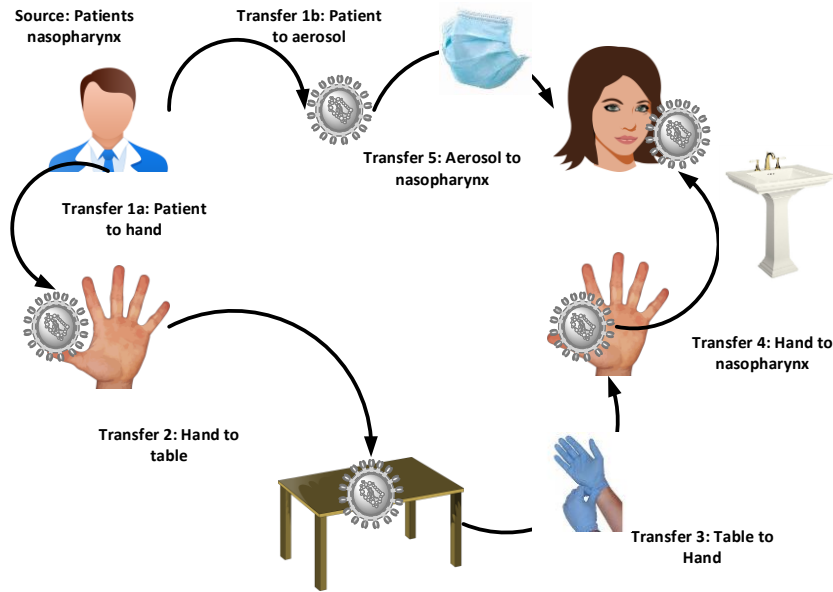 Source: Patients
nasopharynx
Transfer 1b: Patient
to aerosol
Transfer 5: Aerosol to
nasopharynx
Transfer 1a: Patient
to hand
Transfer 4: Hand to
nasopharynx
Transfer 2: Hand to
table
Transfer 3: Table to
Hand